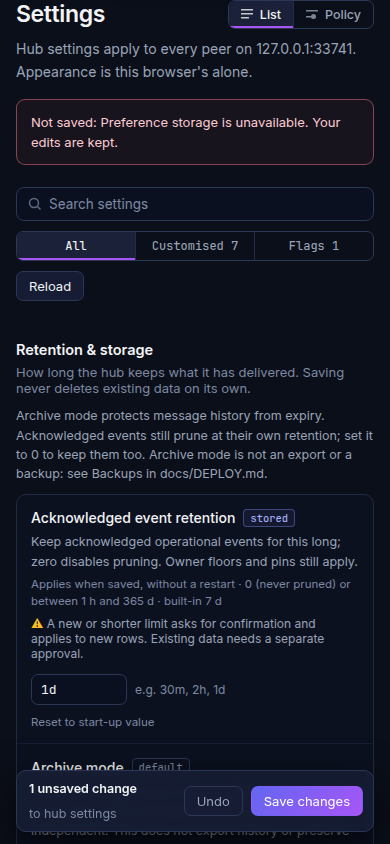 Settings
List
Policy
Hub settings apply to every peer on 127.0.0.1:33741.
Appearance is this browser's alone.
Not saved: Preference storage is unavailable. Your
edits are kept.
Search settings
All
Customised 7
Flags 1
Reload
Retention & storage
How long the hub keeps what it has delivered. Saving
never deletes existing data on its own.
Archive mode protects message history from expiry.
Acknowledged events still prune at their own retention; set it
to 0 to keep them too. Archive mode is not an export or a
backup: see Backups in docs/DEPLOY.md.
Acknowledged event retention stored
Keep acknowledged operational events for this long;
zero disables pruning. Owner floors and pins still apply.
Applies when saved, without a restart · 0 (never pruned) or
between 1 h and 365 d · built-in 7 d
⚠ A new or shorter limit asks for confirmation and
applies to new rows. Existing data needs a separate
approval.
1d
e.g. 30m, 2h, 1d
Reset to start-up value
Archive mode default
1 unsaved change
to hub settings
Undo
Save changes
independent. This does not export history or preserve